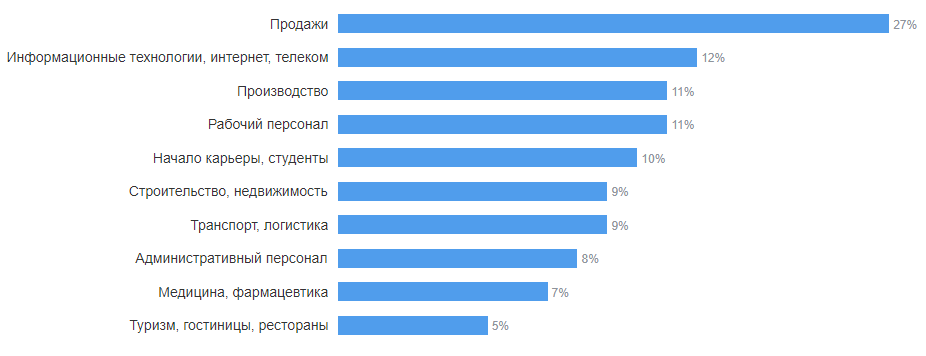 Продажи 27%
Информационные технологии, интернет, телеком 12%
Производство 11%
Рабочий персонал 11%
Начало карьеры, студенты 10%
Строительство, недвижимость 9%
Транспорт, логистика 9%
Административный персонал 8%
Медицина, фармацевтика 7%
Туризм, гостиницы, рестораны 5%